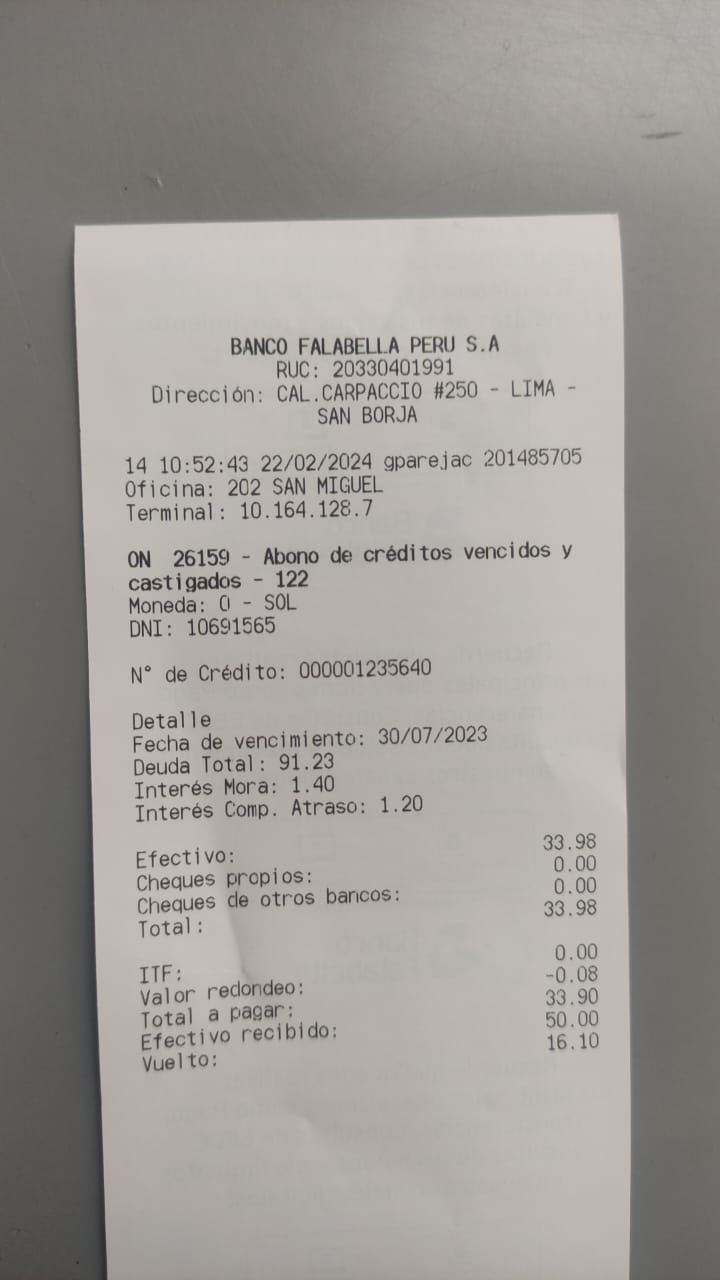 BANCO FALABELLA PERU S.A
RUC: 20330401991
Dirección: CAL.CARPACCIO #250 - LIMA -
SAN BORJA
14 10:52:43 22/02/2024 gparejac 201485705
Oficina: 202 SAN MIGUEL
Terminal: 10.164.128.7
ON 26159 - Abono de créditos vencidos y
castigados - 122
Moneda: 0 - SOL
DNI: 10691565
N° de Crédito: 000001235640
Detalle
Fecha de vencimiento: 30/07/2023
Deuda Total: 91.23
Interés Mora: 1.40
Interés Comp. Atraso: 1.20
Efectivo: 33.98
Cheques propios: 0.00
Cheques de otros bancos: 0.00
Total: 33.98
ITF: 0.00
Valor redondeo: -0.08
Total a pagar: 33.90
Efectivo recibido: 50.00
Vuelto: 16.10